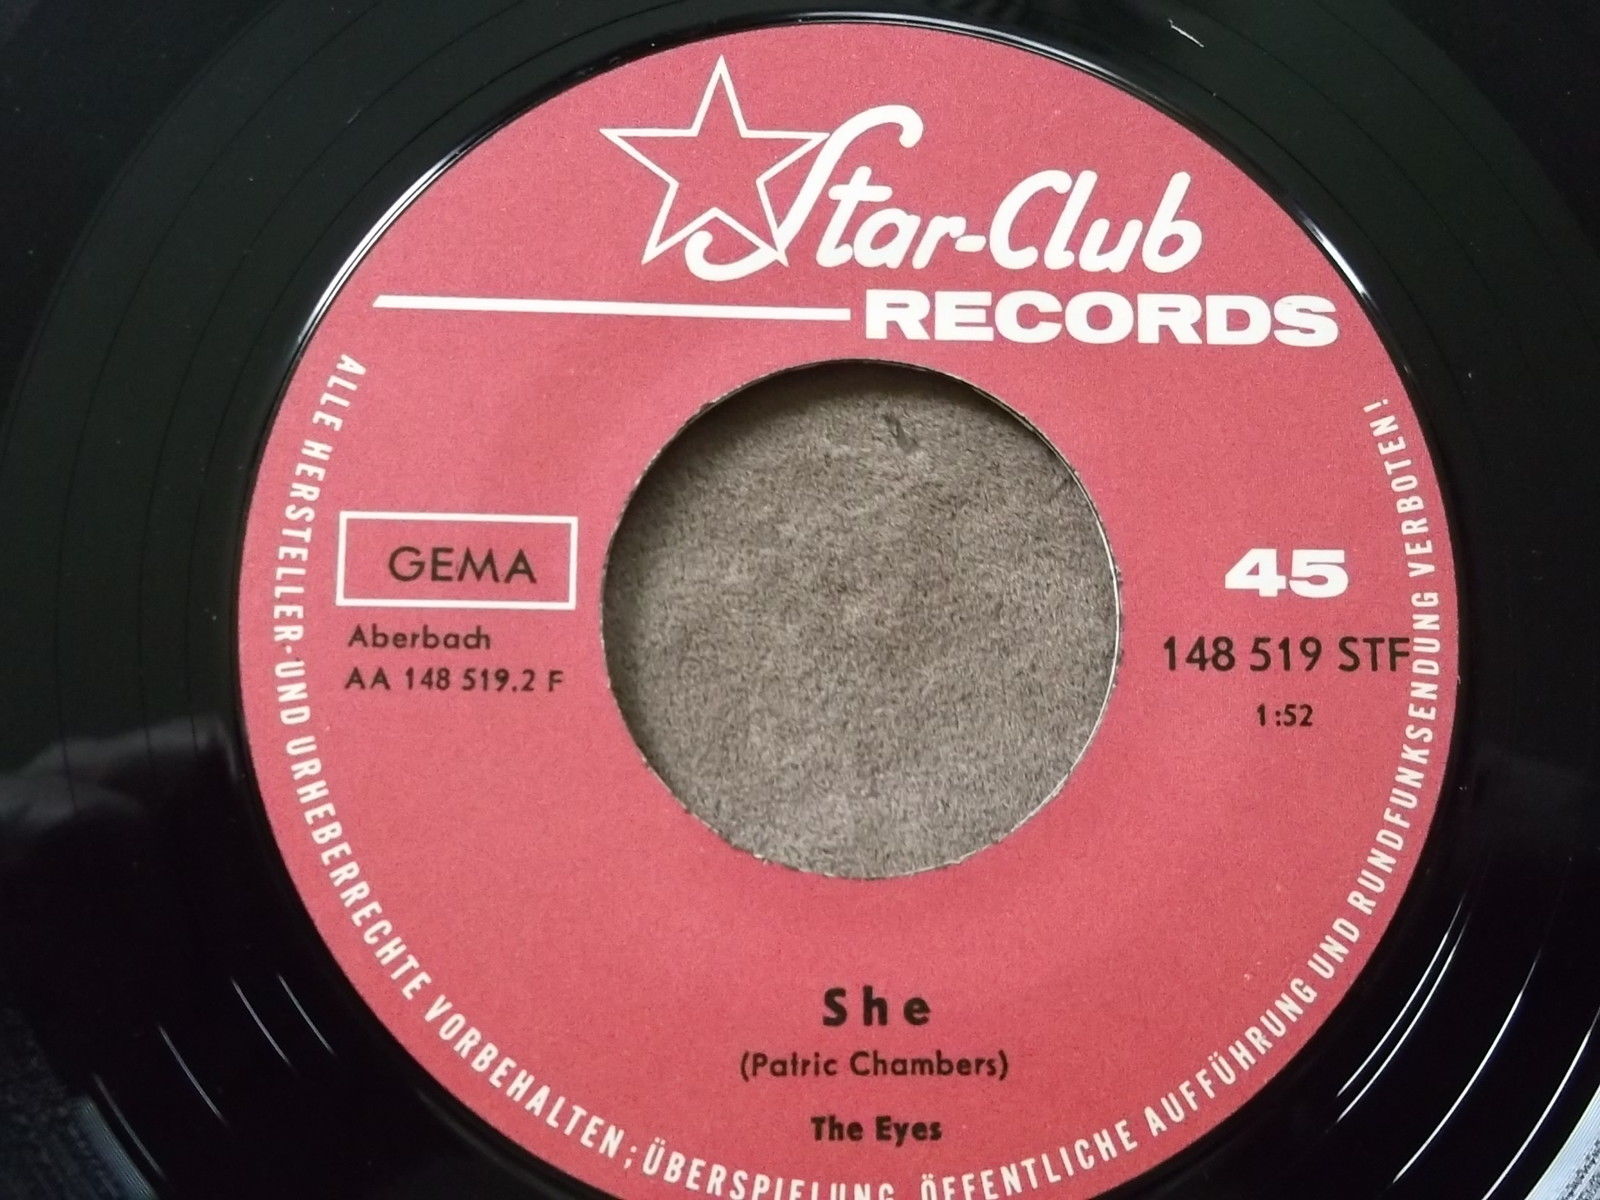 Star-Club
RECORDS
GEMA
Aberbach
AA 148 519.2 F
45
148 519 STF
1:52
She
(Patric Chambers)
The Eyes
ALLE HERSTELLER-UND URHEBERRECHTE VORBEHALTEN; ÜBERSPIELUNG, ÖFFENTLICHE AUFFÜHRUNG UND RUNDFUNKSENDUNG VERBOTEN!